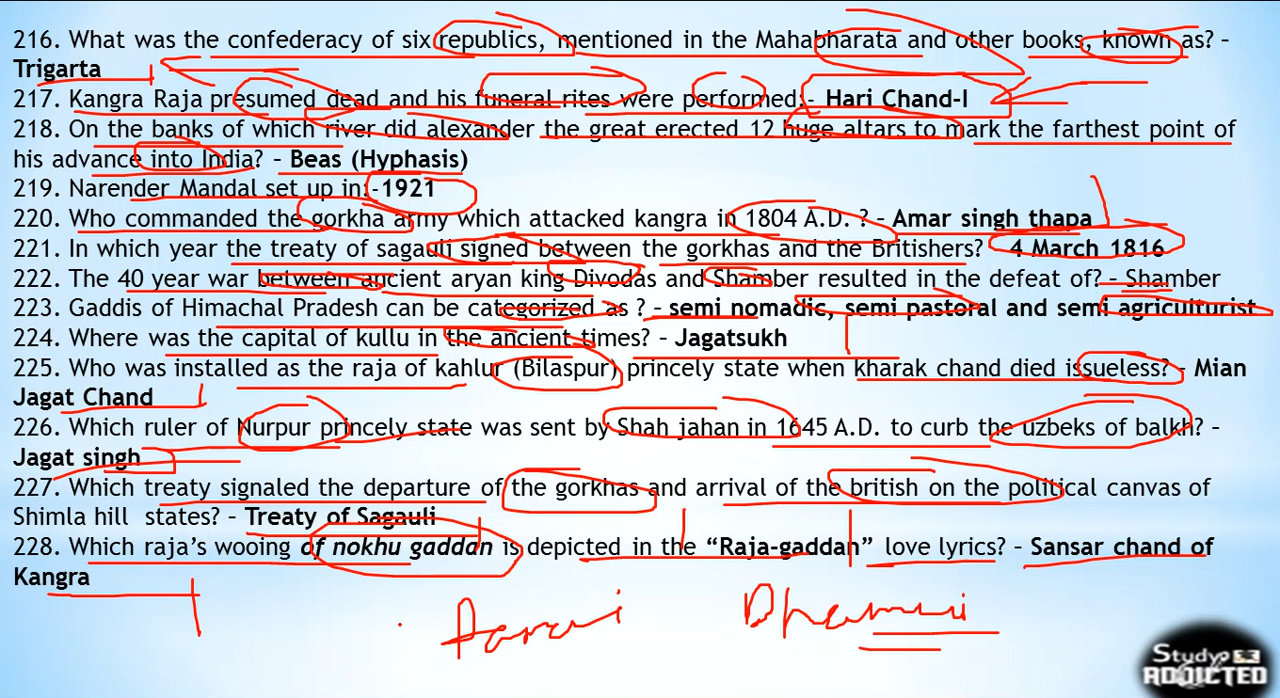 216. What was the confederacy of six republics, mentioned in the Mahabharata and other books, known as? –
Trigarta
217. Kangra Raja presumed dead and his funeral rites were performed:- Hari Chand-I
218. On the banks of which river did alexander the great erected 12 huge altars to mark the farthest point of
his advance into India? – Beas (Hyphasis)
219. Narender Mandal set up in:-1921
220. Who commanded the gorkha army which attacked kangra in 1804 A.D. ? – Amar singh thapa
221. In which year the treaty of sagauli signed between the gorkhas and the Britishers? 4 March 1816
222. The 40 year war between ancient aryan king Divodas and Shamber resulted in the defeat of? – Shamber
223. Gaddis of Himachal Pradesh can be categorized as ? – semi nomadic, semi pastoral and semi agriculturist
224. Where was the capital of kullu in the ancient times? – Jagatsukh
225. Who was installed as the raja of kahlur (Bilaspur) princely state when kharak chand died issueless? – Mian
Jagat Chand
226. Which ruler of Nurpur princely state was sent by Shah jahan in 1645 A.D. to curb the uzbeks of balkh? –
Jagat singh
227. Which treaty signaled the departure of the gorkhas and arrival of the british on the political canvas of
Shimla hill states? – Treaty of Sagauli
228. Which raja's wooing of nokhu gaddan is depicted in the “Raja-gaddan” love lyrics? – Sansar chand of
Kangra
Study
ADDICTED